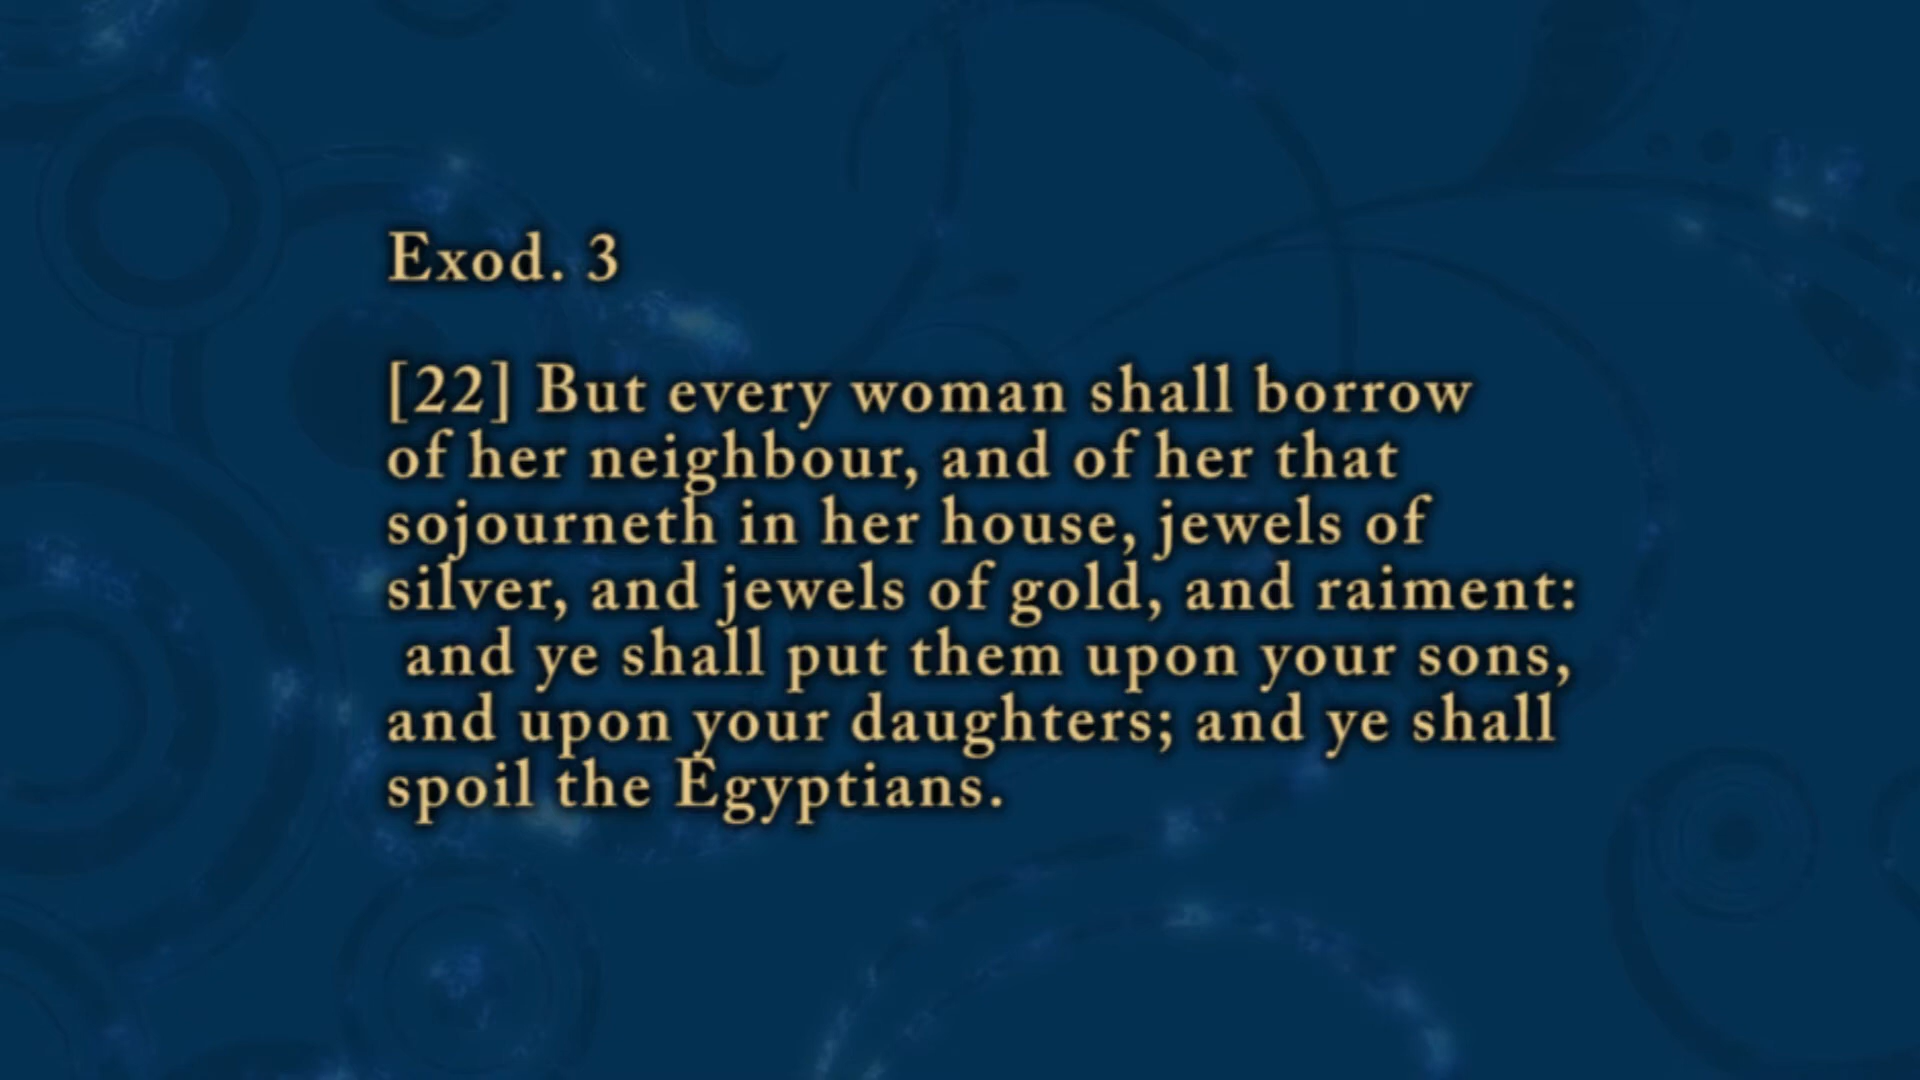 Exod. 3
[22] But every woman shall borrow
of her neighbour, and of her that
sojourneth in her house, jewels of
silver, and jewels of gold, and raiment:
and ye shall put them upon your sons,
and upon your daughters; and ye shall
spoil the Egyptians.